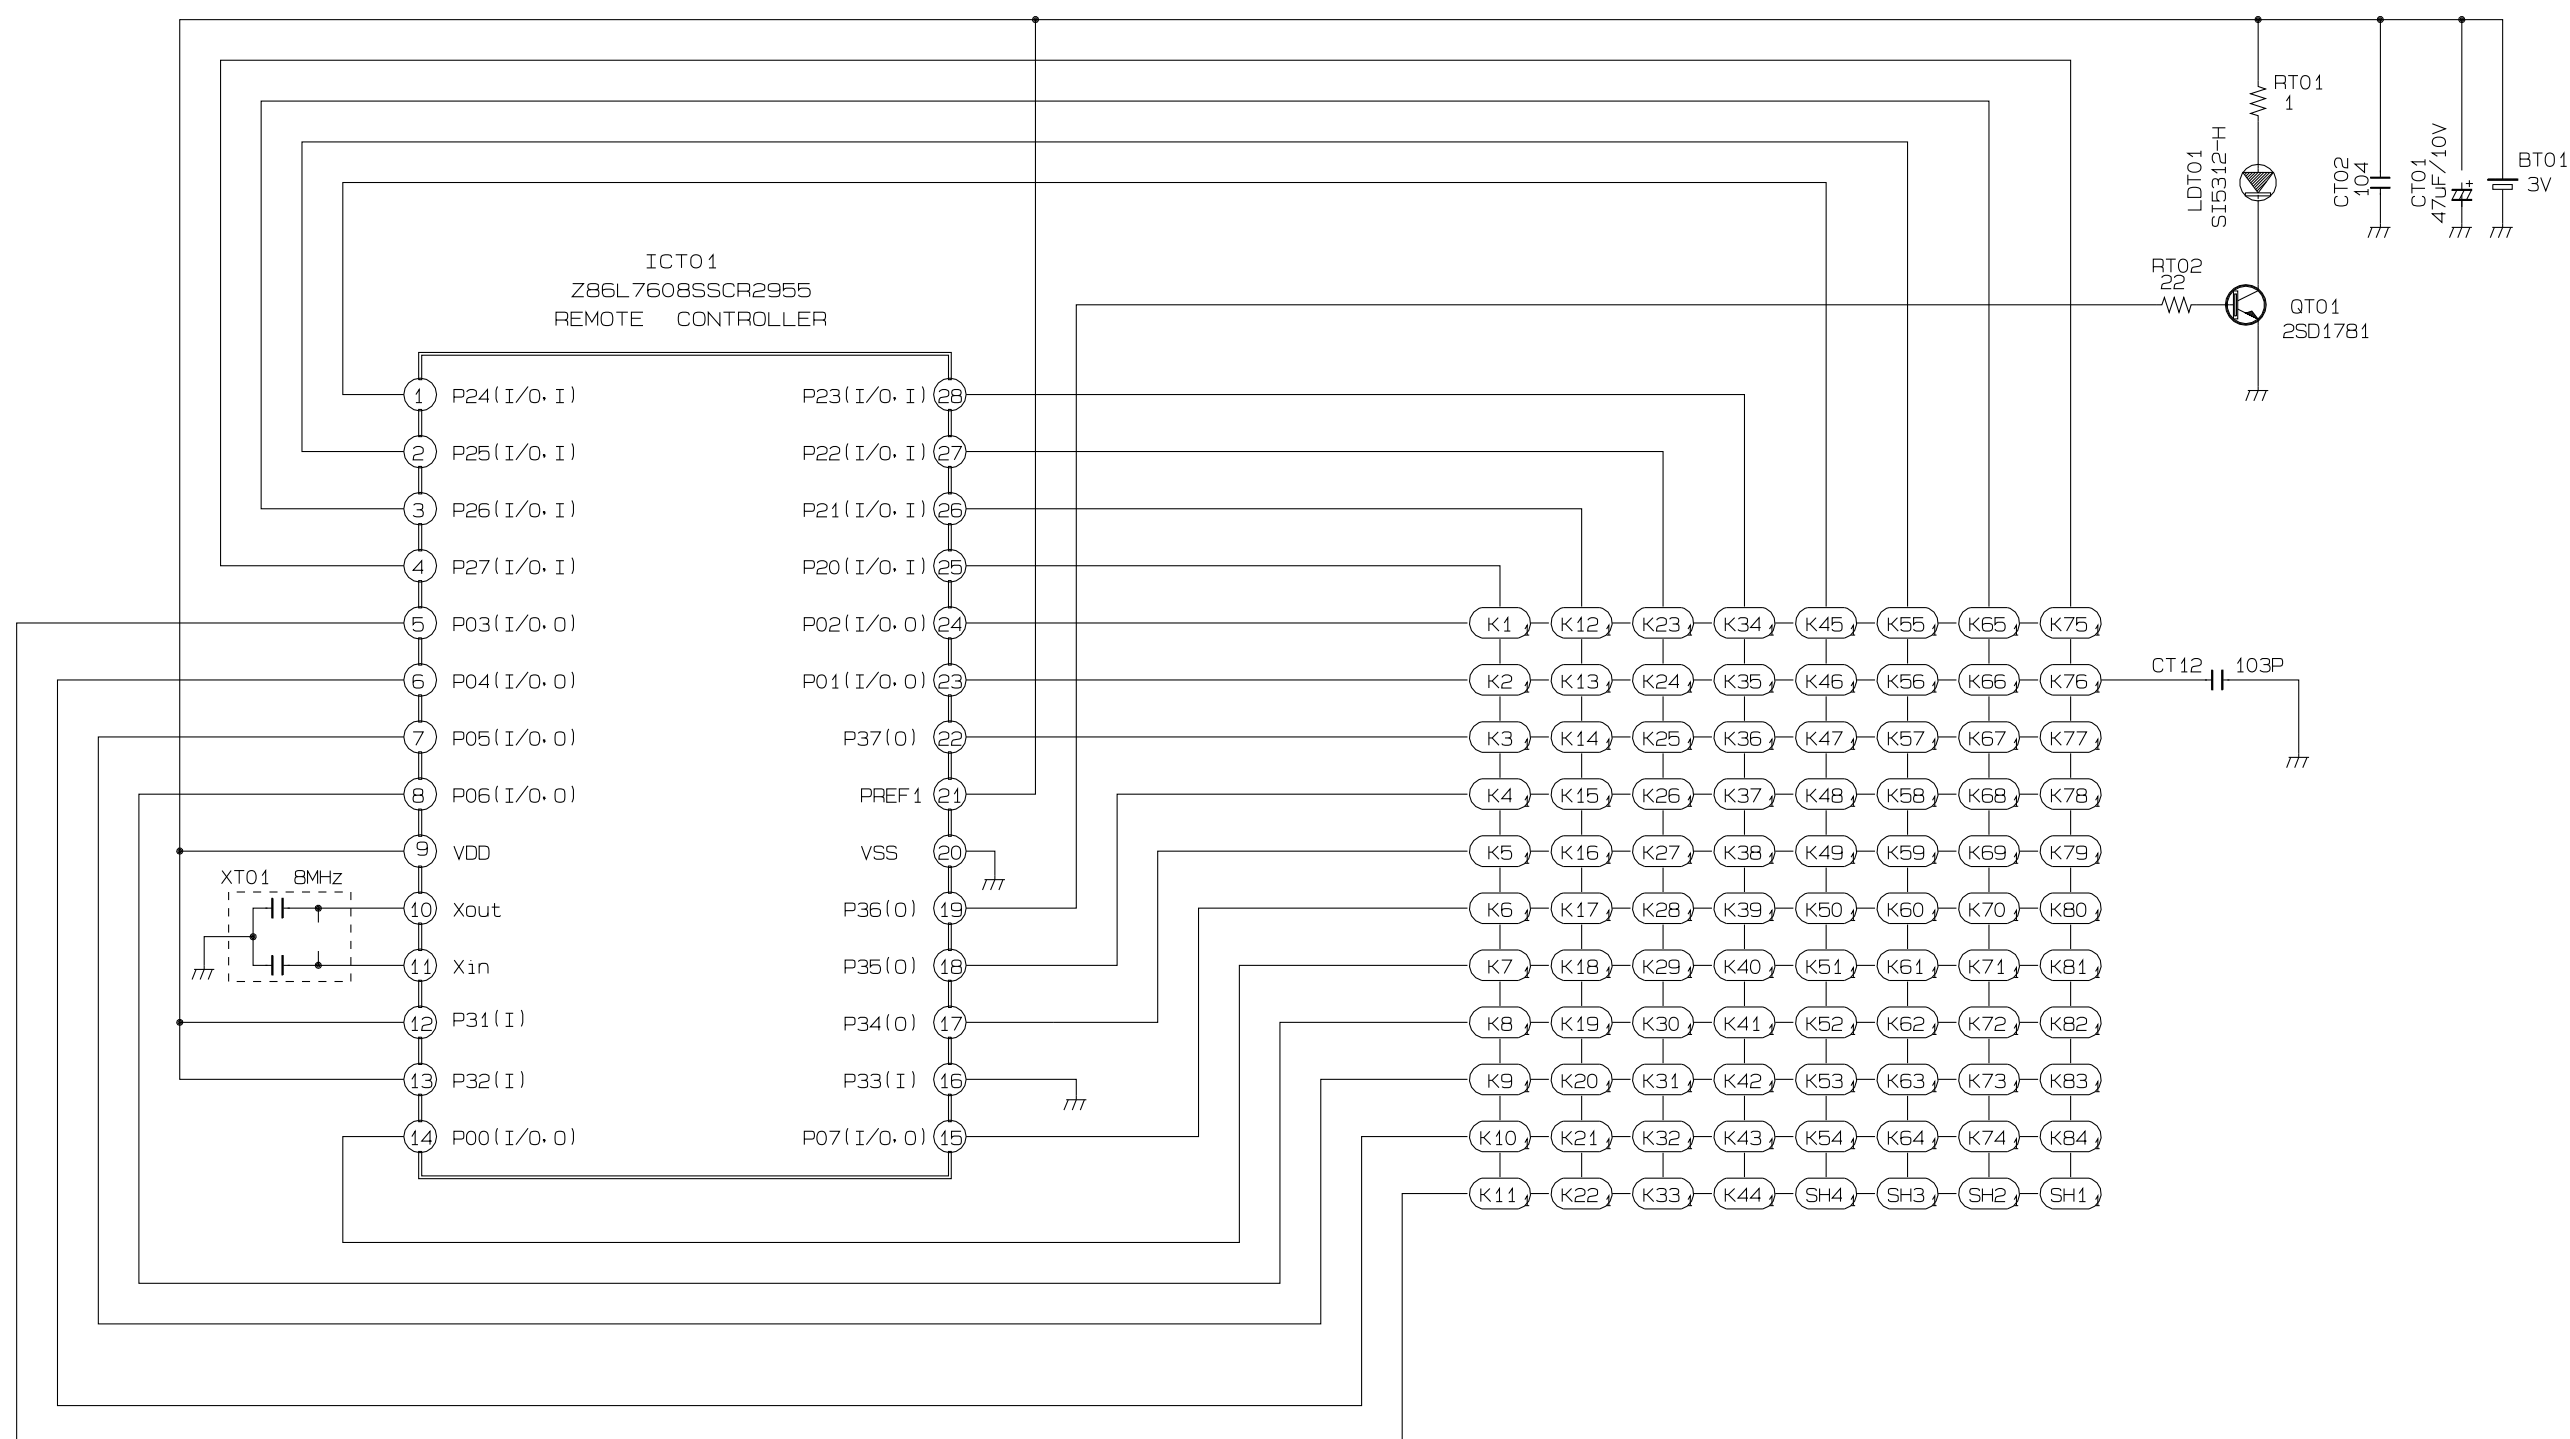 RT01
1
LDT01
SI5312-H
CT02
104
CT01
47uF/10V
+
BT01
3V
RT02
22
QT01
2SD1781
ICT01
Z86L7608SSCR2955
REMOTE CONTROLLER
1 P24(I/O,I) P23(I/O,I) 28
2 P25(I/O,I) P22(I/O,I) 27
3 P26(I/O,I) P21(I/O,I) 26
4 P27(I/O,I) P20(I/O,I) 25
5 P03(I/O,O) P02(I/O,O) 24
6 P04(I/O,O) P01(I/O,O) 23
7 P05(I/O,O) P37(O) 22
8 P06(I/O,O) PREF1 21
9 VDD VSS 20
10 Xout P36(O) 19
11 Xin P35(O) 18
12 P31(I) P34(O) 17
13 P32(I) P33(I) 16
14 P00(I/O,O) P07(I/O,O) 15
XT01 8MHz
K1 K12 K23 K34 K45 K55 K65 K75
K2 K13 K24 K35 K46 K56 K66 K76
K3 K14 K25 K36 K47 K57 K67 K77
K4 K15 K26 K37 K48 K58 K68 K78
K5 K16 K27 K38 K49 K59 K69 K79
K6 K17 K28 K39 K50 K60 K70 K80
K7 K18 K29 K40 K51 K61 K71 K81
K8 K19 K30 K41 K52 K62 K72 K82
K9 K20 K31 K42 K53 K63 K73 K83
K10 K21 K32 K43 K54 K64 K74 K84
K11 K22 K33 K44 SH4 SH3 SH2 SH1
CT12 103P